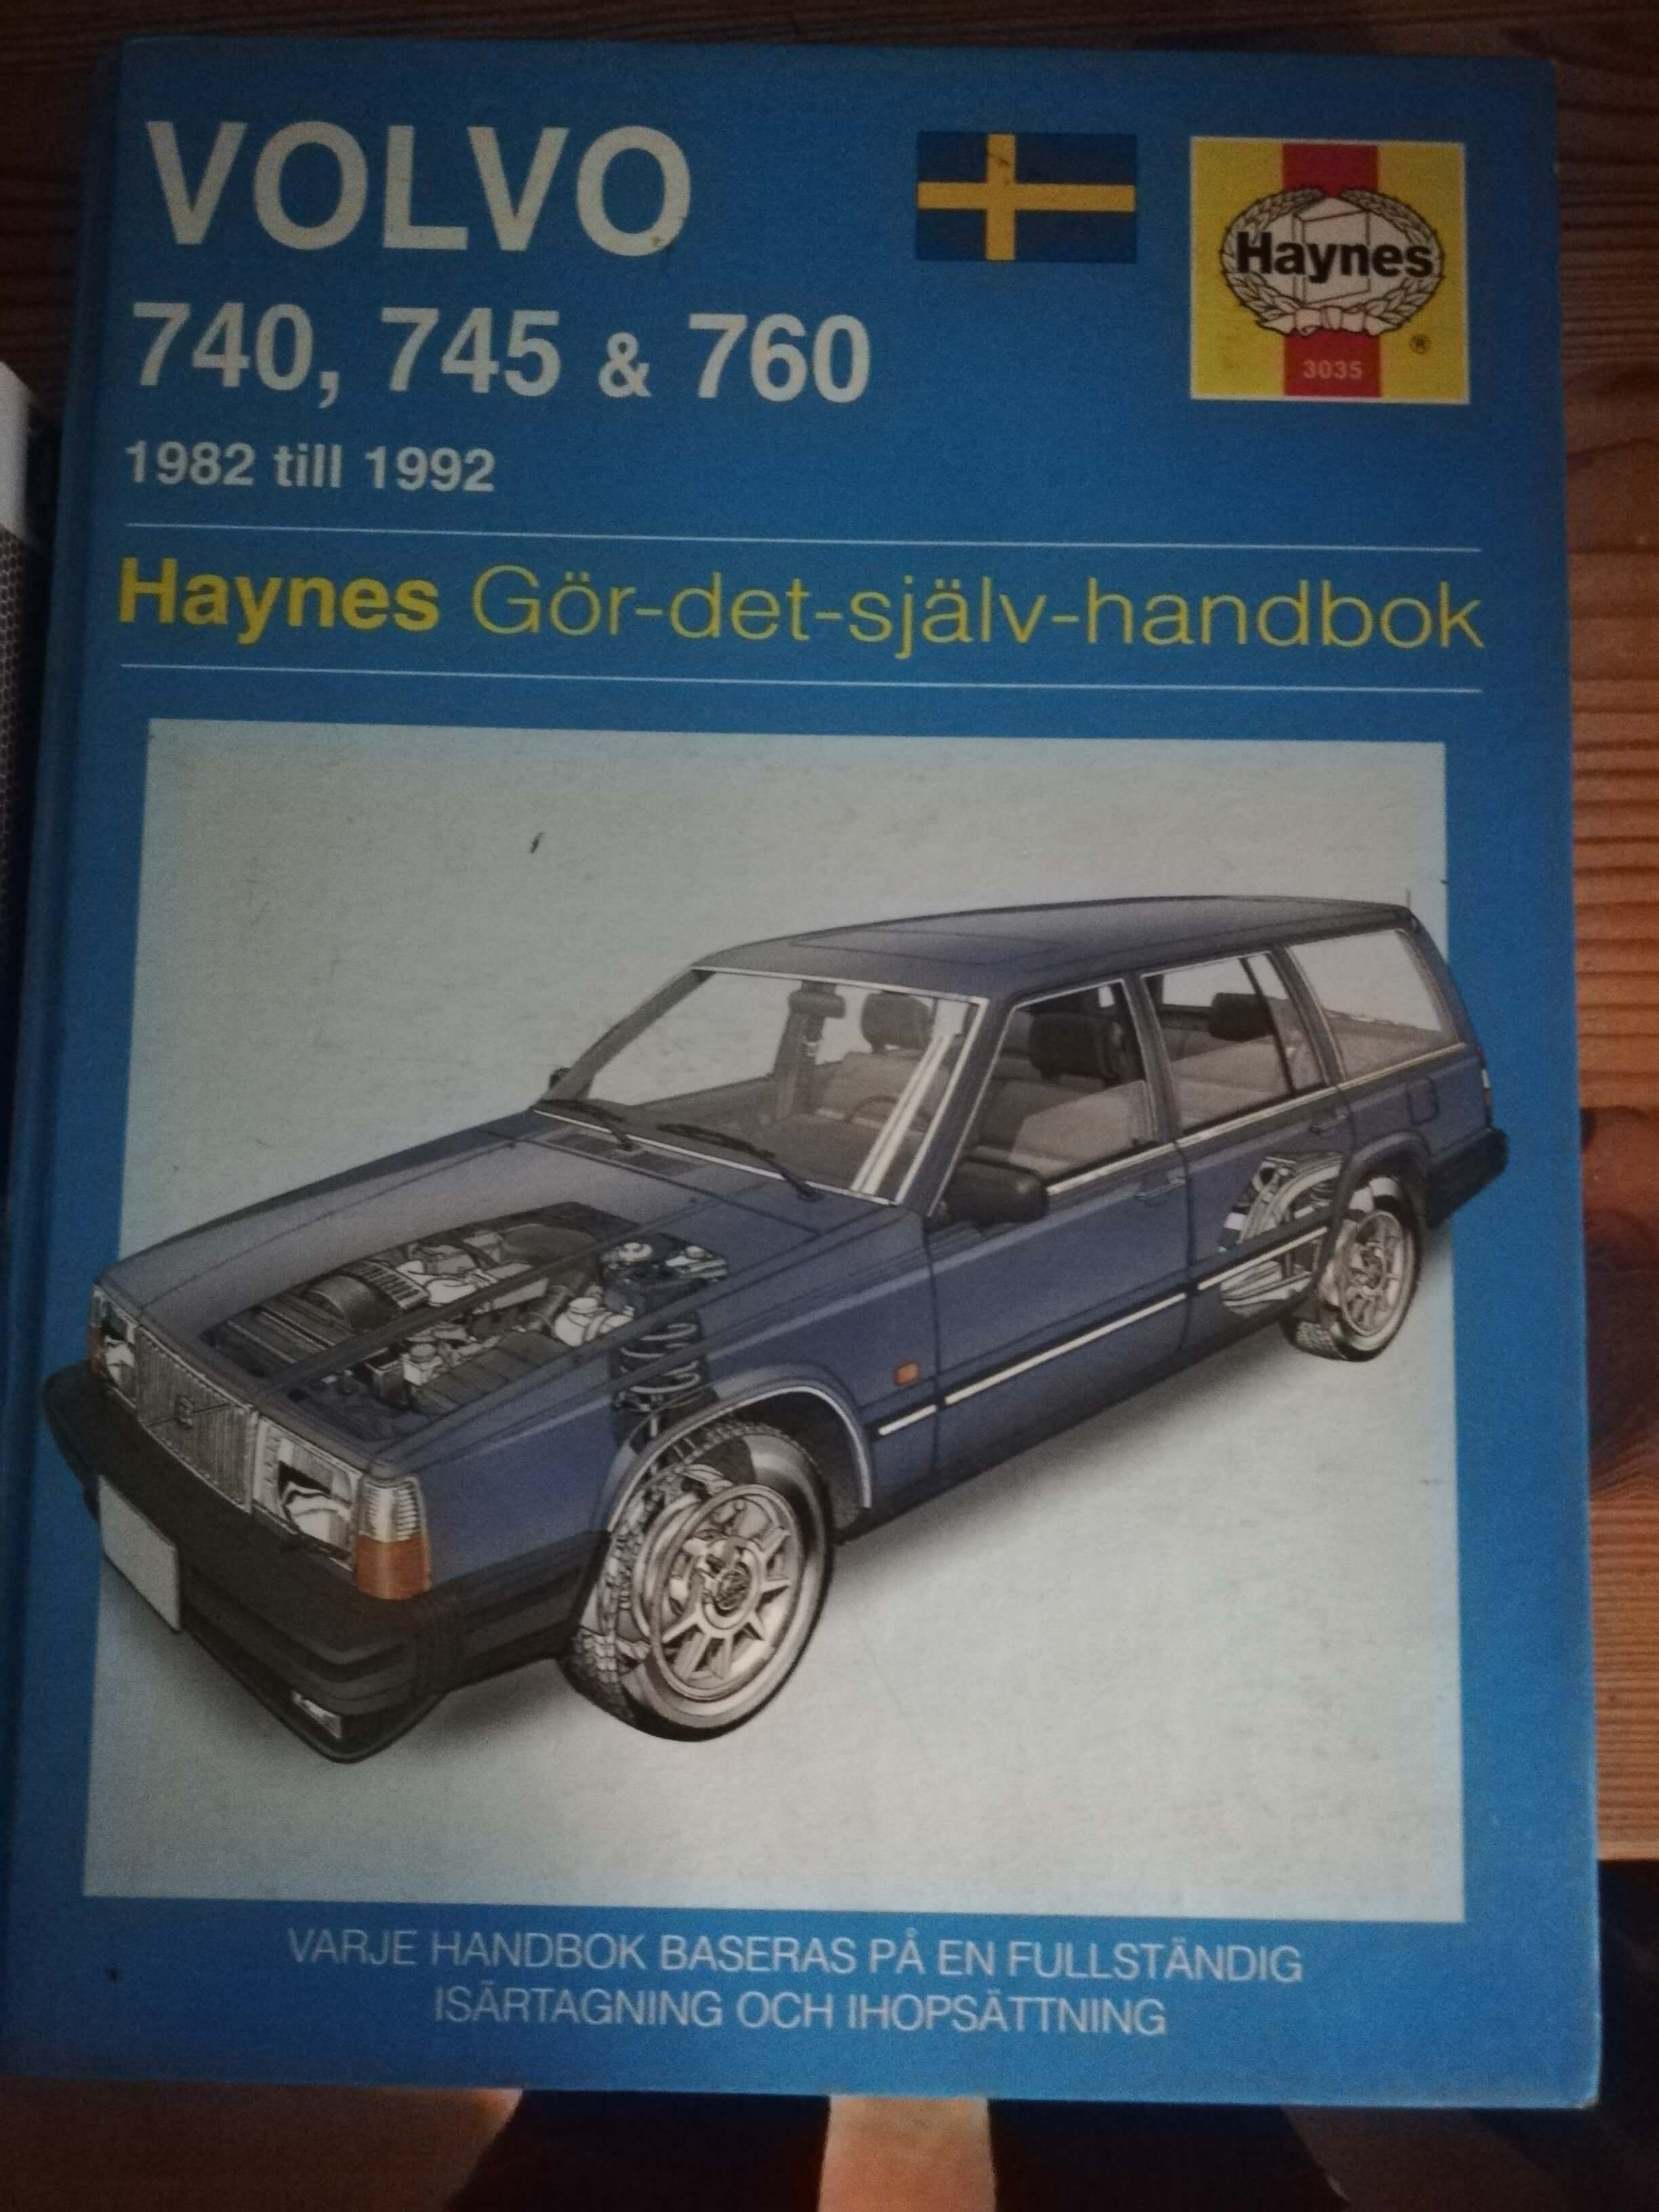 VOLVO
740, 745 & 760
1982 till 1992
Haynes
®
3035
Haynes Gör-det-själv-handbok
VARJE HANDBOK BASERAS PÅ EN FULLSTÄNDIG
ISÄRTAGNING OCH IHOPSÄTTNING